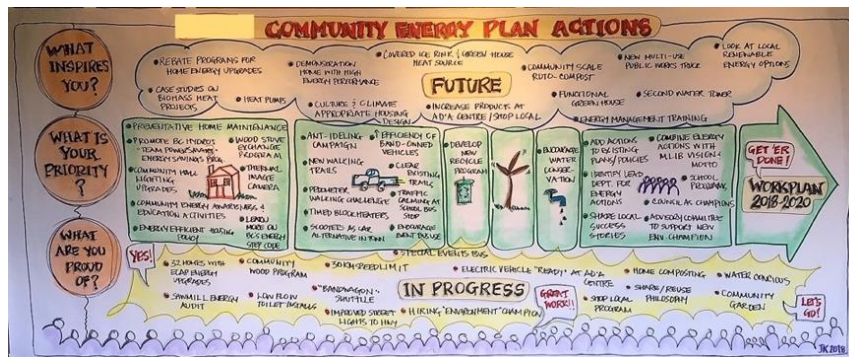 COMMUNITY ENERGY PLAN ACTIONS
WHAT
INSPIRES
YOU?
WHAT IS
YOUR
PRIORITY?
WHAT ARE
YOU
PROUD
OF?
• REBATE PROGRAMS FOR
HOME ENERGY UPGRADES
• CASE STUDIES ON
BIOMASS HEAT
PROJECTS
• HEAT PUMPS
• DEMONSTRATION
HOME WITH HIGH
ENERGY PERFORMANCE
• CULTURE & CLIMATE
APPROPRIATE HOUSING
DESIGN
• COVERED ICE RINK & GREEN HOUSE
HEAT SOURCE
FUTURE
• INCREASE PRODUCTS AT
AD'A CENTRE / SHOP LOCAL
• COMMUNITY SCALE
ROTO-COMPOST
• FUNCTIONAL
GREEN HOUSE
• NEW MULTI-USE
PUBLIC WORKS TRUCK
• SECOND WATER TOWER
• ENERGY MANAGEMENT TRAINING
• LOOK AT LOCAL
RENEWABLE
ENERGY OPTIONS
• PREVENTATIVE HOME MAINTENANCE
• PROMOTE BC HYDRO'S
ENERGY SAVINGS
• COMMUNITY HALL
LIGHTING
UPGRADES
• COMMUNITY ENERGY AWARENESS &
EDUCATION ACTIVITIES
• ENERGY EFFICIENT HOUSING
POLICY
• WOOD STOVE
EXCHANGE
PROGRAM
• THERMAL
IMAGE
CAMERA
• LEARN
MORE ON
BC'S ENERGY
STEP CODE
• ANTI-IDELING
CAMPAIGN
• NEW WALKING
TRAILS
• PEDOMETER
WALKING CHALLENGE
• TIMED BLOCK HEATERS
• SCOOTERS AS CAR
ALTERNATIVE IN TOWN
• ↑ EFFICIENCY OF
BAND-OWNED
VEHICLES
• CLEAR
EXISTING
TRAILS
• TRAFFIC
CALMING AT
SCHOOL BUS
STOP
• ENCOURAGE
EVENT BUS USE
• DEVELOP
NEW
RECYCLE
PROGRAM
• ENCOURAGE
WATER
CONSER-
VATION
• ADD ACTIONS
TO EXISTING
PLANS/POLICIES
• IDENTIFY LEAD
DEPT. FOR
ENERGY
ACTIONS
• SHARE LOCAL
SUCCESS
STORIES
• COMBINE ENERGY
ACTIONS WITH
MLIB VISION &
MOTTO
• SCHOOL
PROGRAMS
• COUNCIL AS CHAMPIONS
• ADVISORY COMMITTEE
TO SUPPORT NEW
ENV. CHAMPION
GET 'ER
DONE!
WORKPLAN
2018-2020
YES!
• 32 HOMES WITH
ECAP ENERGY
UPGRADES
• SAWMILL ENERGY
AUDIT
• COMMUNITY
WOOD PROGRAM
• LOW FLOW
TOILET INSTALLS
• 30 KM SPEED LIMIT
• "BANDWAGON"
SHUTTLE
• IMPROVED STREET
LIGHTS TO HWY
• SPECIAL EVENTS BUS
IN PROGRESS
• HIRING "ENVIRONMENT" CHAMPION
• ELECTRIC VEHICLE "READY" AT AD'A
CENTRE
GREAT
WORK!!
• STOP LOCAL
PROGRAM
• HOME COMPOSTING
• SHARE / REUSE
PHILOSOPHY
• WATER CONCIOUS
• COMMUNITY
GARDEN
LET'S
GO!
JK 2018